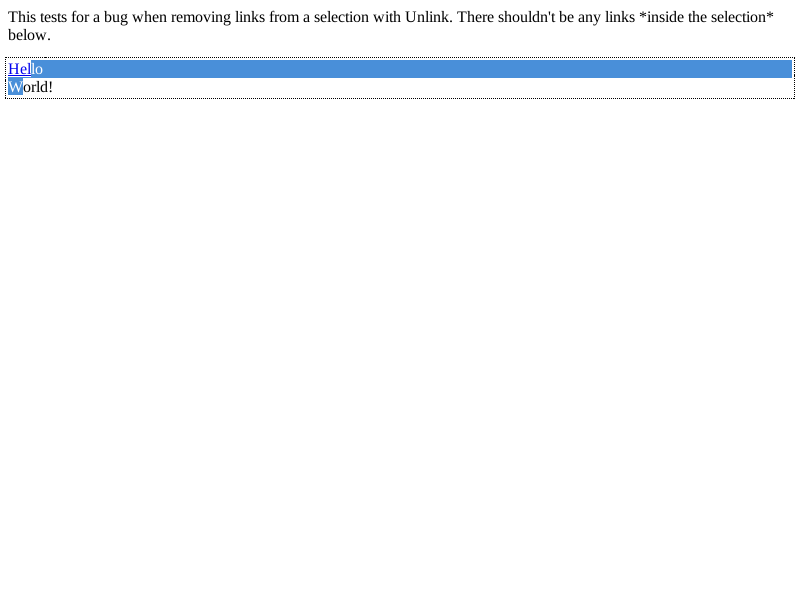 This tests for a bug when removing links from a selection with Unlink. There shouldn't be any links *inside the selection*
below.
Hello
World!